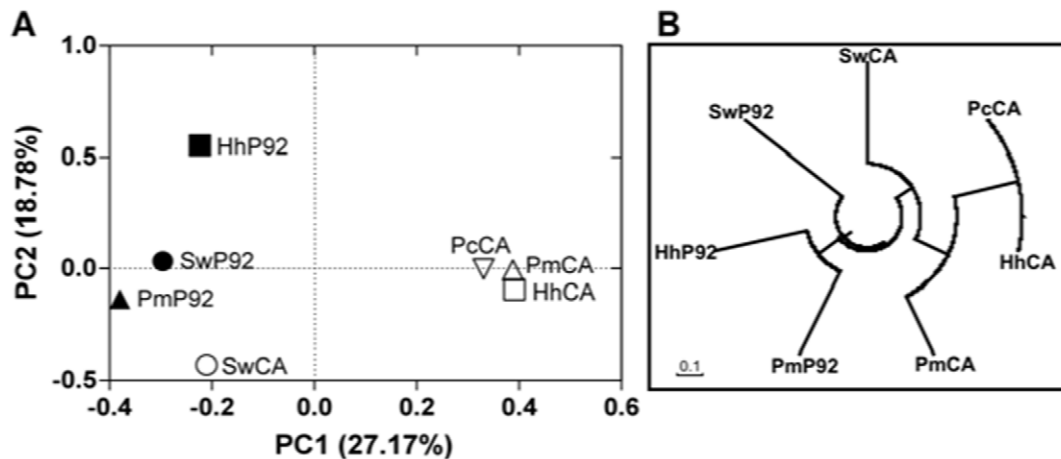 A
PC2 (18.78%)
1.0
0.5
0.0
-0.5
HhP92
SwP92
PmP92
SwCA
PcCA
PmCA
HhCA
-0.4
-0.2
0.0
0.2
0.4
0.6
PC1 (27.17%)
B
SwCA
SwP92
PcCA
HhP92
HhCA
PmP92
PmCA
0.1